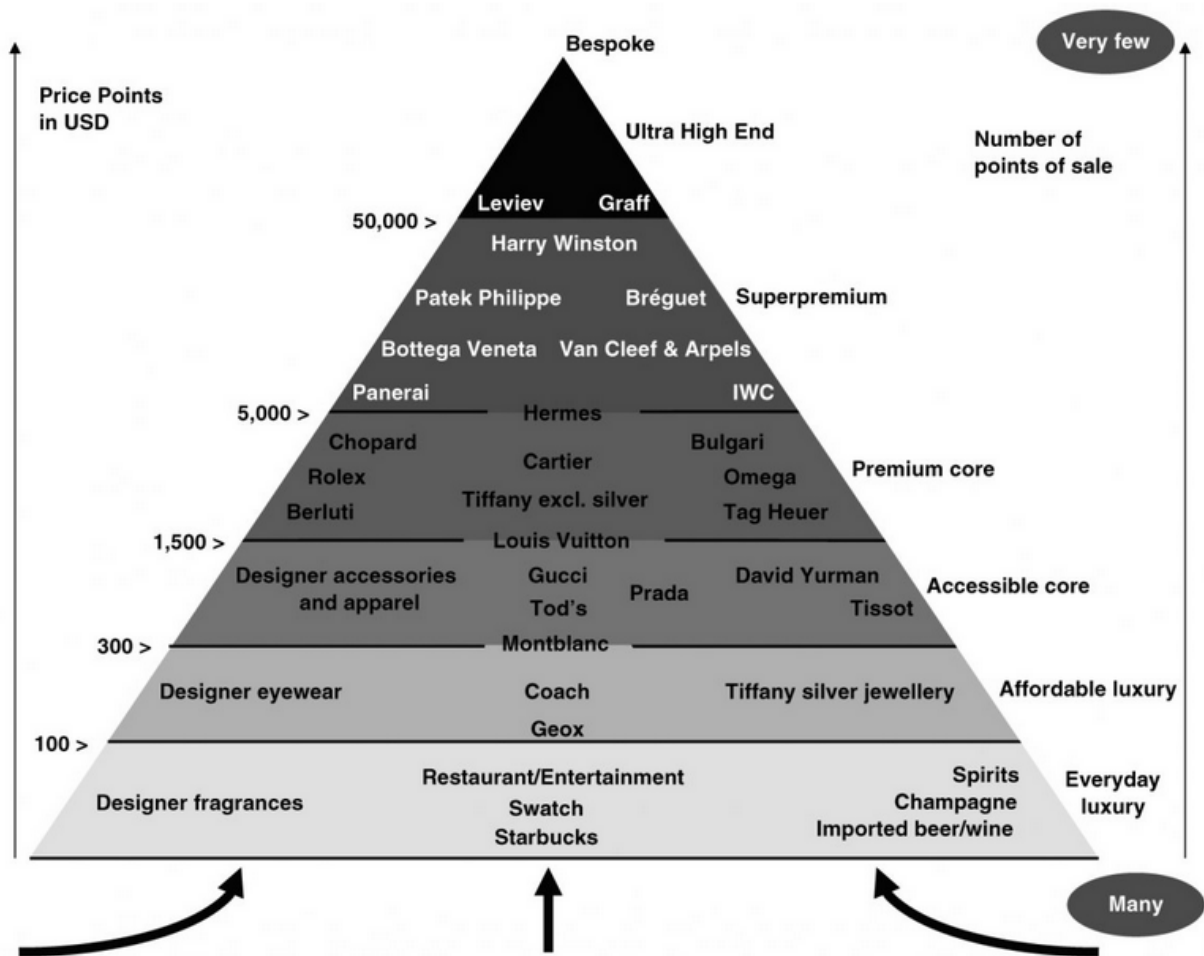 Bespoke
Very few
Price Points
in USD
Ultra High End
Number of
points of sale
Leviev Graff
50,000 >
Harry Winston
Patek Philippe Bréguet Superpremium
Bottega Veneta Van Cleef & Arpels
Panerai IWC
5,000 > Hermes
Chopard Bulgari
Cartier Premium core
Rolex Omega
Tiffany excl. silver
Berluti Tag Heuer
1,500 > Louis Vuitton
Designer accessories
and apparel
Gucci
Tod's
Prada
David Yurman
Tissot
Accessible core
300 > Montblanc
Designer eyewear Coach Tiffany silver jewellery Affordable luxury
Geox
100 >
Designer fragrances
Restaurant/Entertainment
Swatch
Starbucks
Spirits
Champagne
Imported beer/wine
Everyday
luxury
Many